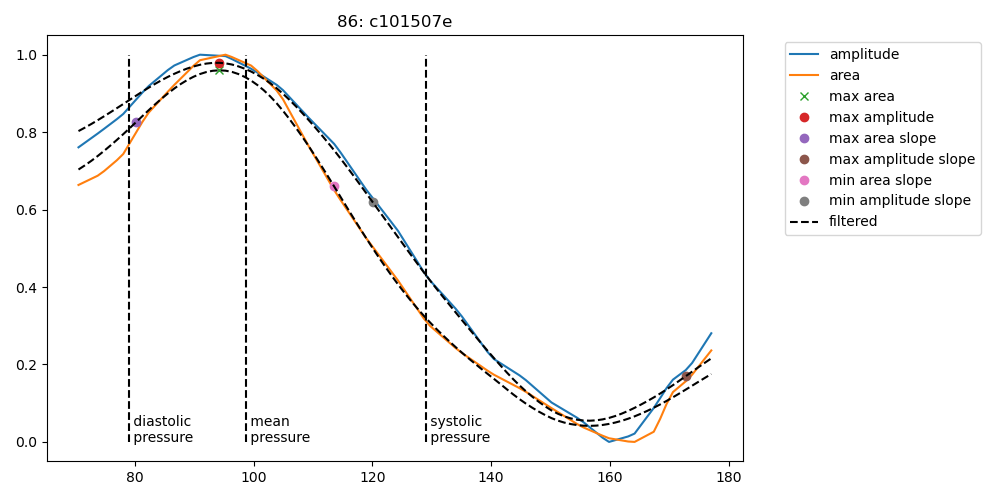 86: c101507e
amplitude
area
max area
max amplitude
max area slope
max amplitude slope
min area slope
min amplitude slope
filtered
1.0
0.8
0.6
0.4
0.2
0.0
diastolic
pressure
mean
pressure
systolic
pressure
80
100
120
140
160
180